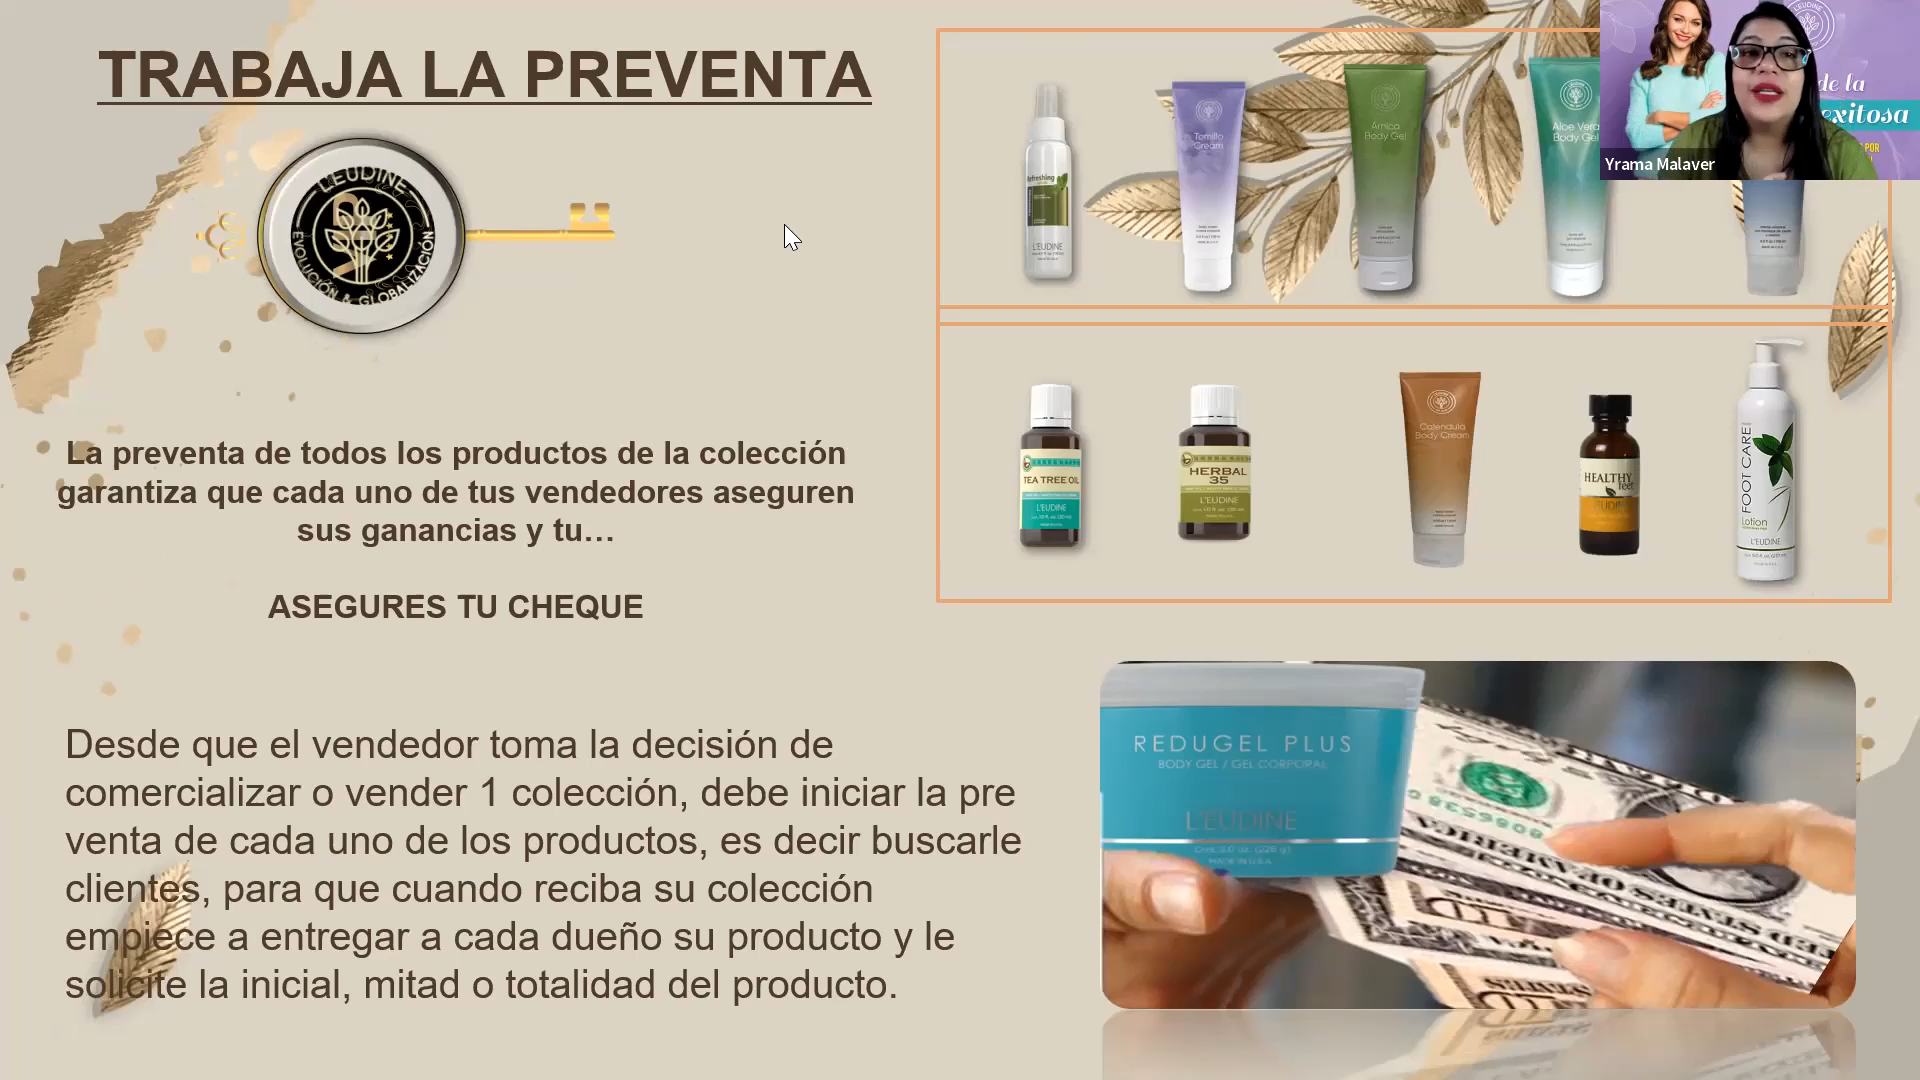 TRABAJA LA PREVENTA
L'EUDINE
EVOLUCIÓN & GLOBALIZACIÓN
La preventa de todos los productos de la colección
garantiza que cada uno de tus vendedores aseguren
sus ganancias y tu…
ASEGURES TU CHEQUE
Desde que el vendedor toma la decisión de
comercializar o vender 1 colección, debe iniciar la pre
venta de cada uno de los productos, es decir buscarle
clientes, para que cuando reciba su colección
empiece a entregar a cada dueño su producto y le
solicite la inicial, mitad o totalidad del producto.
Refreshing
L'EUDINE
Tomillo
Cream
Arnica
Body Gel
Aloe Vera
Body Gel
de la
exitosa
POR
Yrama Malaver
TEA TREE OIL
L'EUDINE
HERBAL
35
L'EUDINE
Calendula
Body Cream
HEALTHY
feet
L'EUDINE
FOOT CARE
Lotion
L'EUDINE
REDUGEL PLUS
BODY GEL / GEL CORPORAL
L'EUDINE
MADE IN U.S.A.